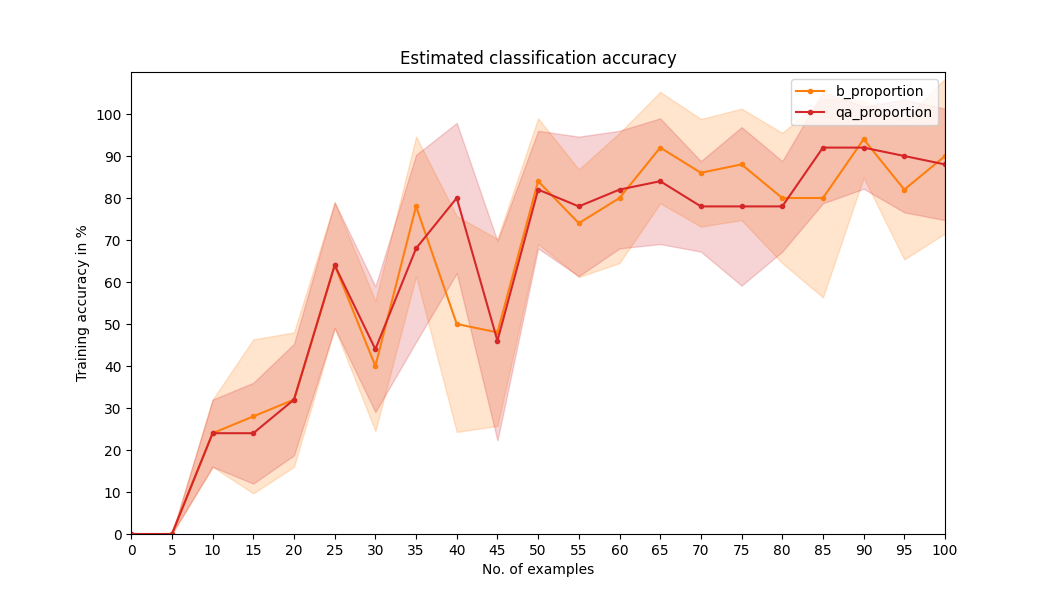 Estimated classification accuracy
b_proportion
qa_proportion
Training accuracy in %
100
90
80
70
60
50
40
30
20
10
0
0 5 10 15 20 25 30 35 40 45 50 55 60 65 70 75 80 85 90 95 100
No. of examples